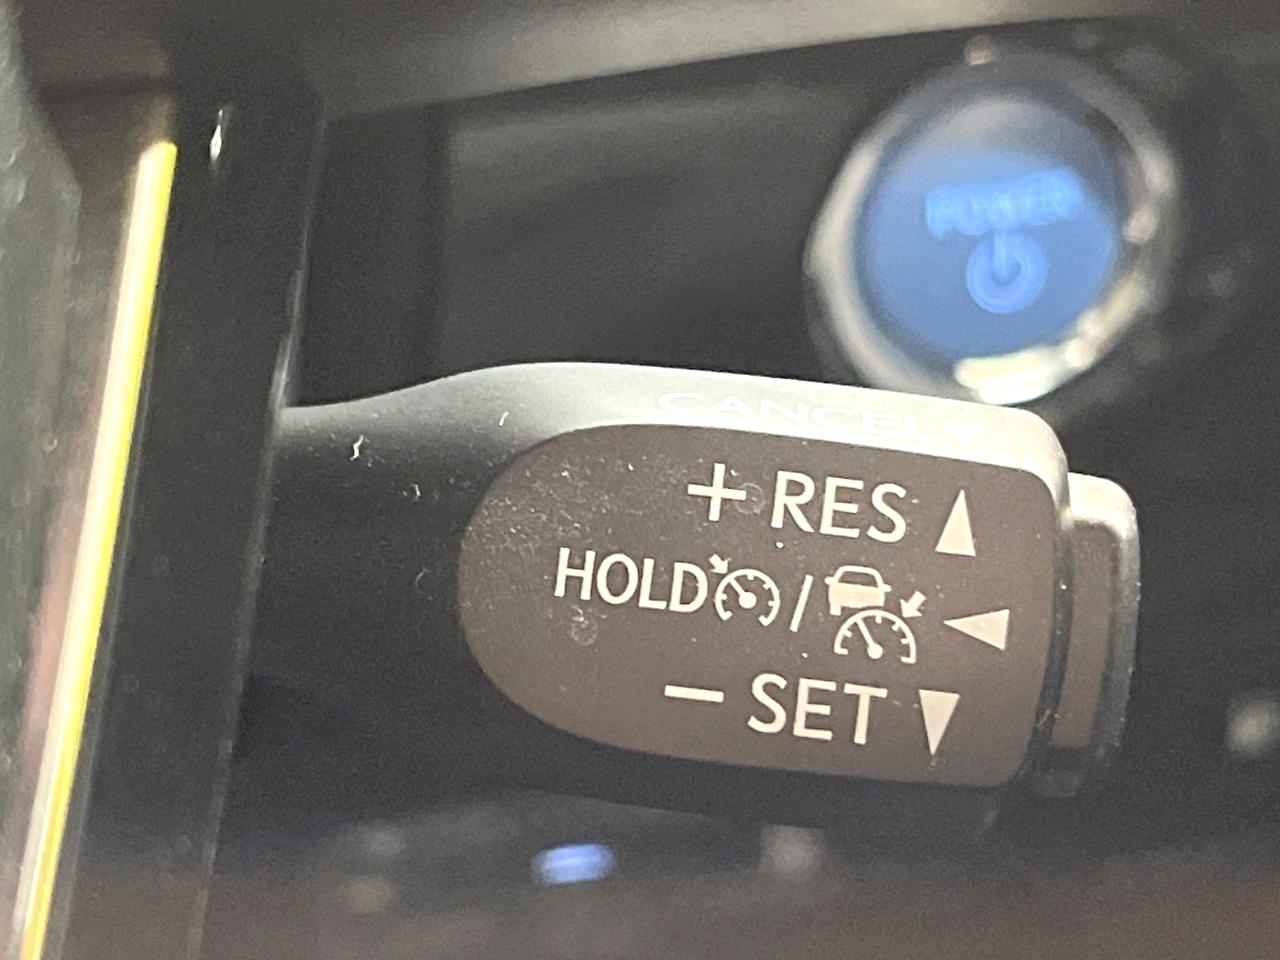 POWER
CANCEL
+ RES
HOLD /
− SET